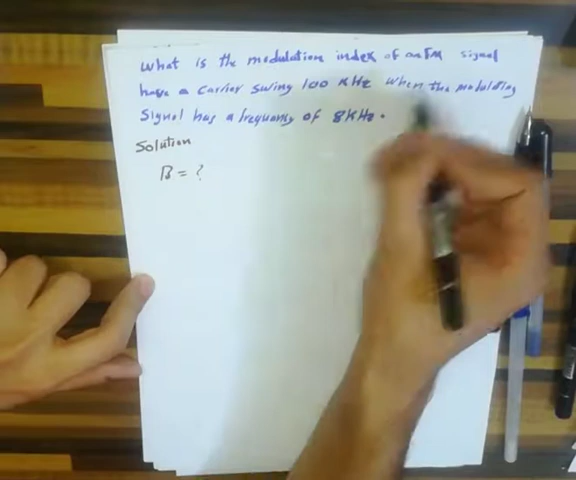 What is the modulation index of an FM signal
have a carrier swing 100 KHz when the modulding
Signal has a frequency of 8KHz.
Solution
B = ?